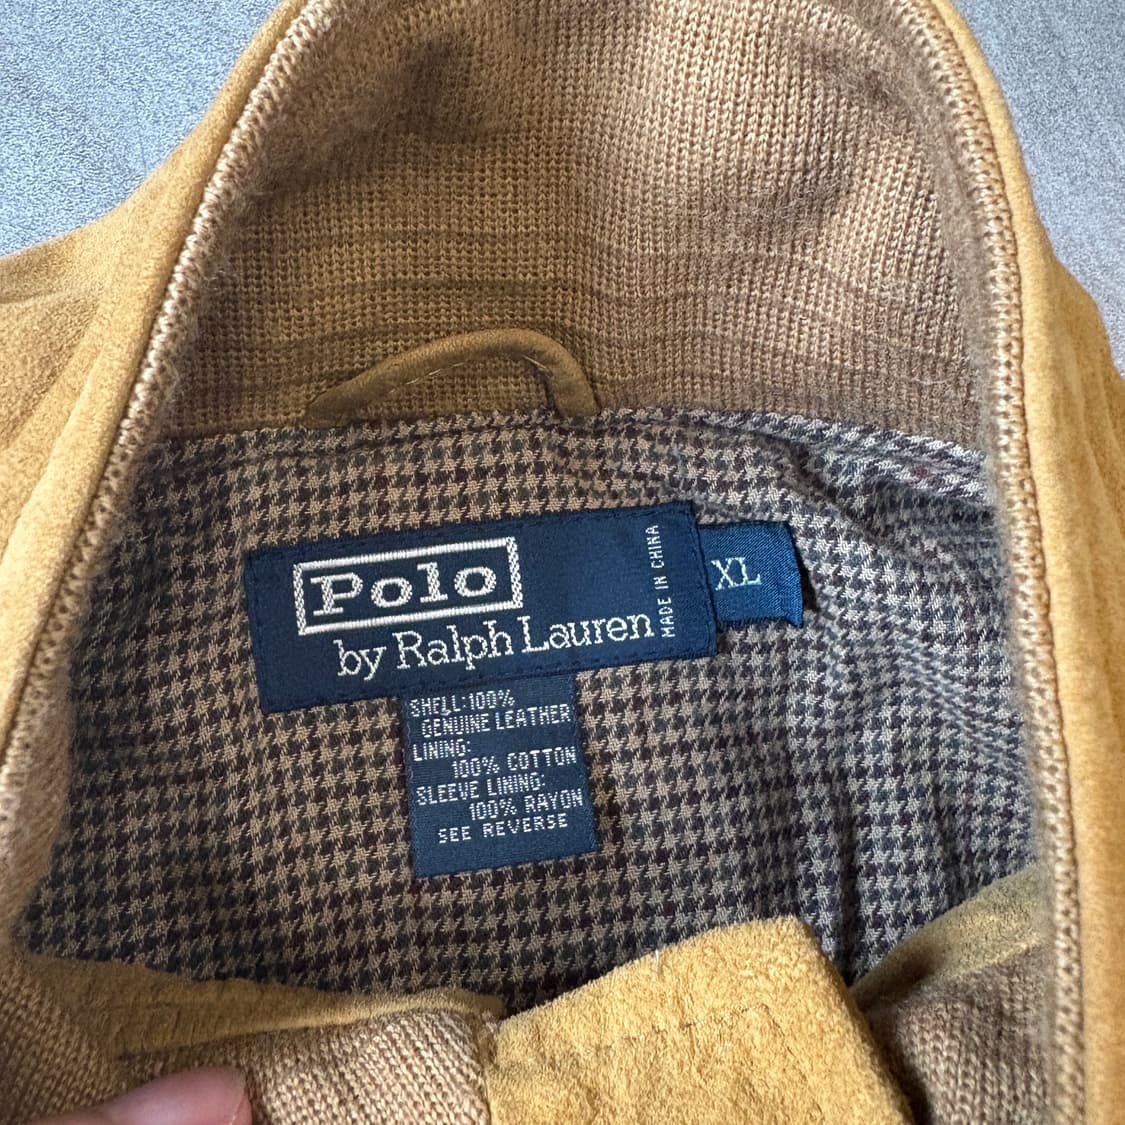 Polo
by Ralph Lauren
MADE IN CHINA
XL
SHELL:100%
GENUINE LEATHER
LINING:
100% COTTON
SLEEVE LINING:
100% RAYON
SEE REVERSE